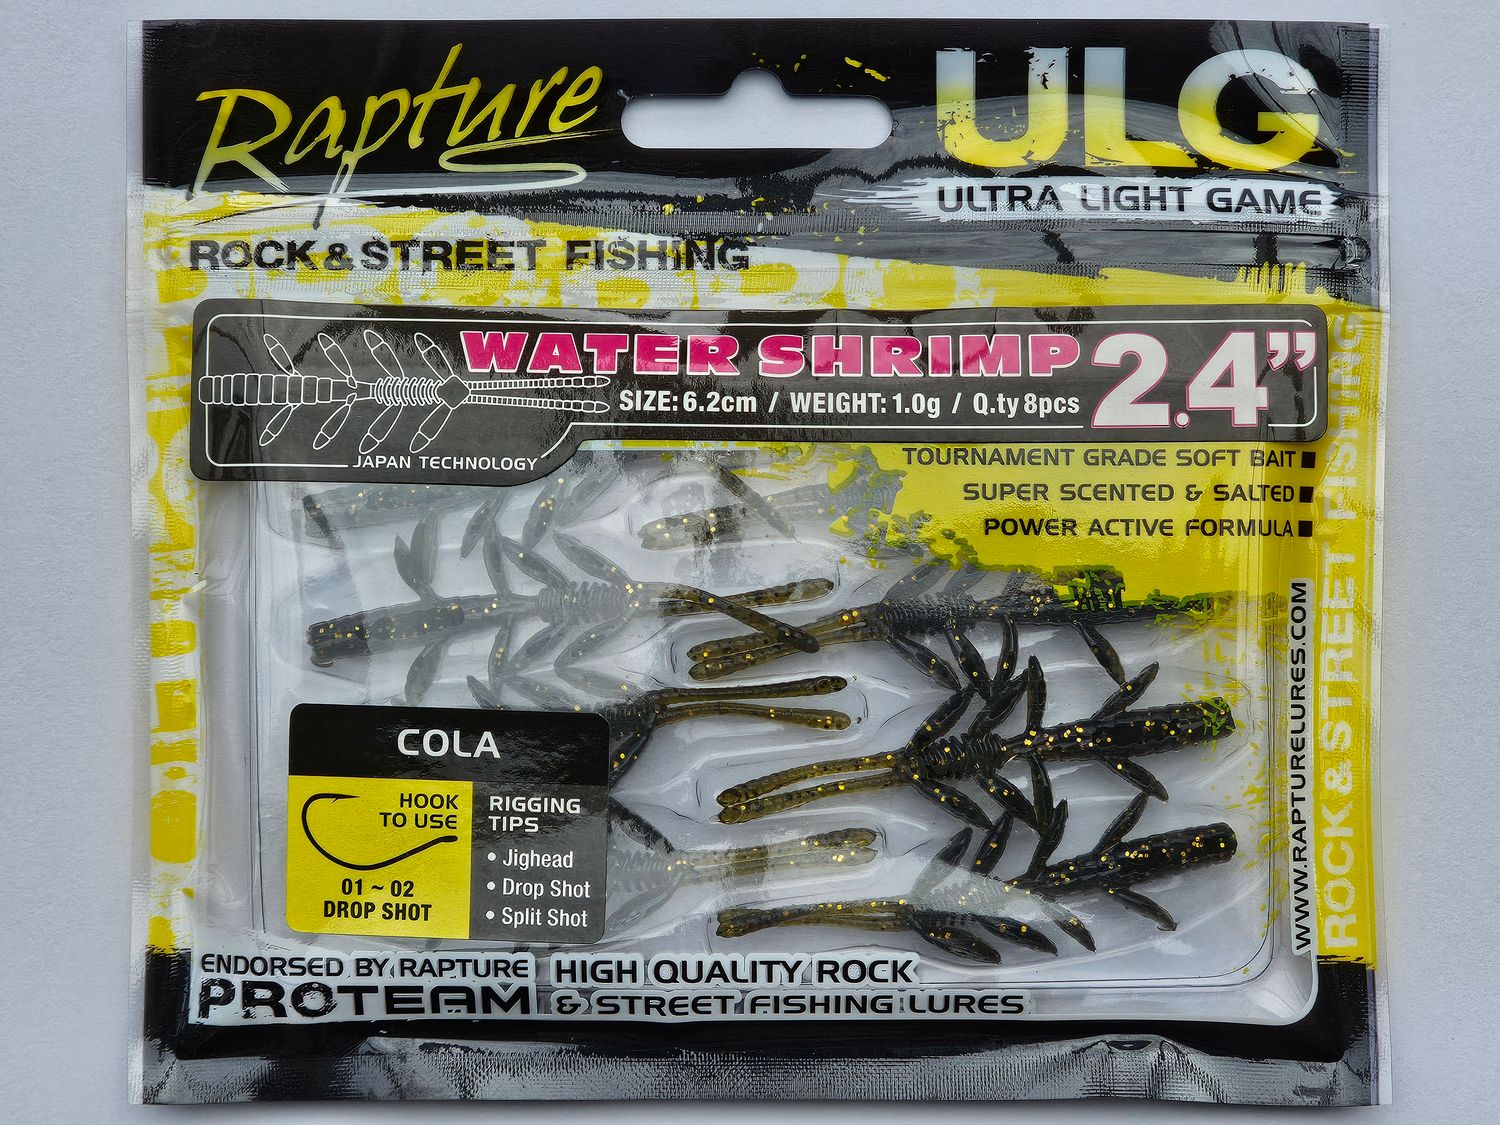 Rapture
ULG
ULTRA LIGHT GAME
ROCK & STREET FISHING
WATER SHRIMP 2.4”
SIZE: 6.2cm / WEIGHT: 1.0g / Q.ty 8pcs
JAPAN TECHNOLOGY
TOURNAMENT GRADE SOFT BAIT
SUPER SCENTED & SALTED
POWER ACTIVE FORMULA
WWW.RAPTURELURES.COM
ROCK & STREET FISHING
COLA
HOOK
TO USE
01 ~ 02
DROP SHOT
RIGGING
TIPS
• Jighead
• Drop Shot
• Split Shot
ENDORSED BY RAPTURE
PROTEAM
HIGH QUALITY ROCK
& STREET FISHING LURES